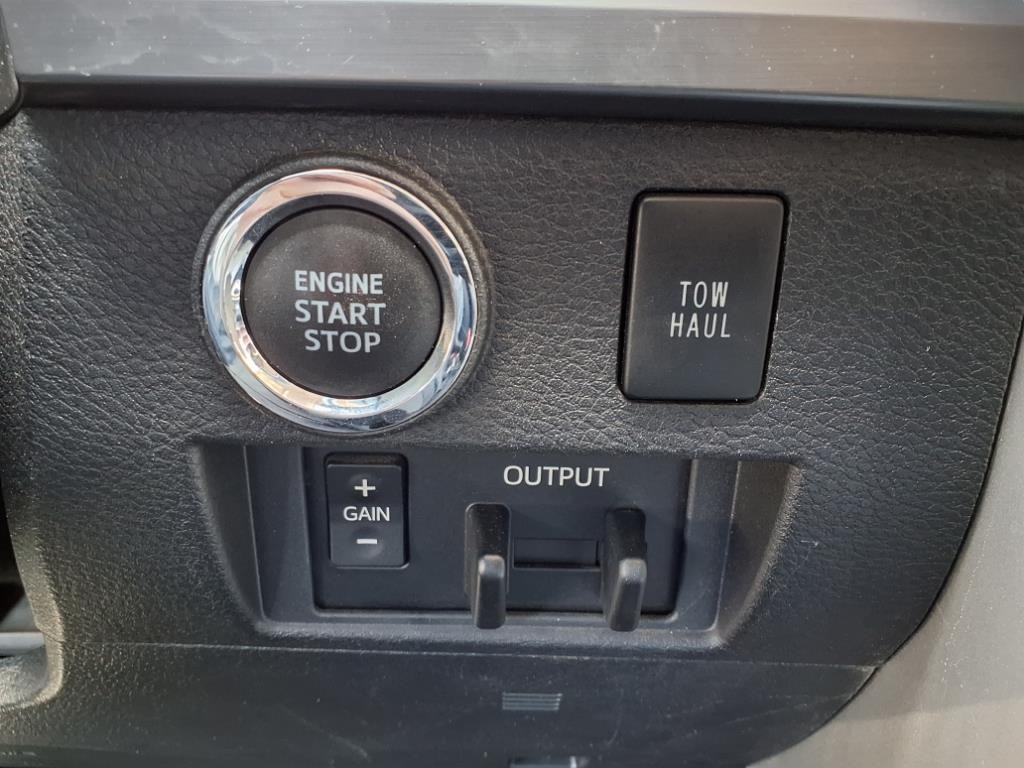 ENGINE
START
STOP
TOW
HAUL
+
GAIN
-
OUTPUT